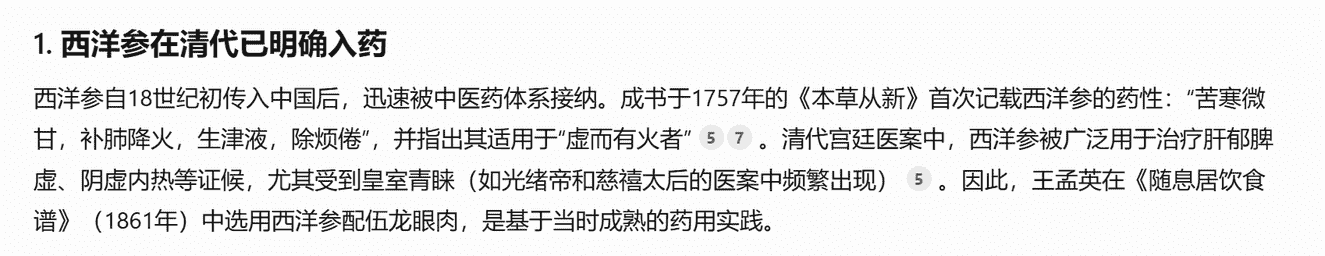 1. 西洋参在清代已明确入药
西洋参自18世纪初传入中国后，迅速被中医药体系接纳。成书于1757年的《本草从新》首次记载西洋参的药性：“苦寒微
甘，补肺降火，生津液，除烦倦”，并指出其适用于“虚而有火者” 5 7 。清代宫廷医案中，西洋参被广泛用于治疗肝郁脾
虚、阴虚内热等证候，尤其受到皇室青睐（如光绪帝和慈禧太后的医案中频繁出现） 5 。因此，王孟英在《随息居饮食
谱》（1861年）中选用西洋参配伍龙眼肉，是基于当时成熟的药用实践。